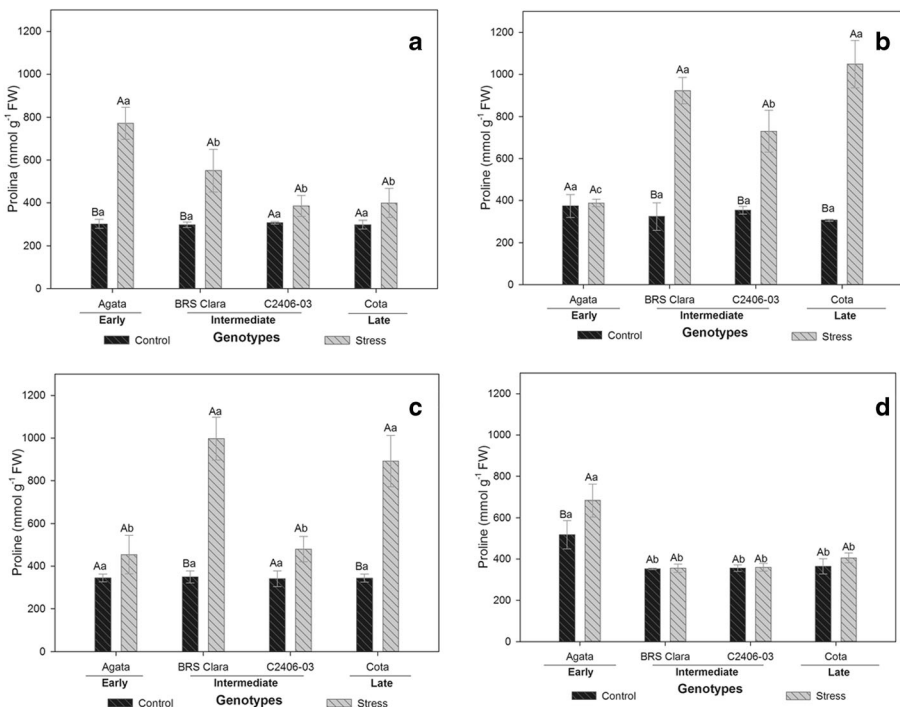 a
1200
1000
800
600
400
200
0
Prolina (mmol g⁻¹ FW)
Ba Aa Ba Ab Aa Ab Aa Ab
Agata BRS Clara C2406-03 Cota
Early Intermediate Late
Genotypes
Control Stress
b
1200
1000
800
600
400
200
0
Proline (mmol g⁻¹ FW)
Aa Ac Ba Aa Ba Ab Ba Aa
Agata BRS Clara C2406-03 Cota
Early Intermediate Late
Genotypes
Control Stress
c
1200
1000
800
600
400
200
0
Proline (mmol g⁻¹ FW)
Aa Ab Ba Aa Aa Ab Ba Aa
Agata BRS Clara C2406-03 Cota
Early Intermediate Late
Genotypes
Control Stress
d
1200
1000
800
600
400
200
0
Proline (mmol g⁻¹ FW)
Ba Aa Ab Ab Ab Ab Ab Ab
Agata BRS Clara C2406-03 Cota
Early Intermediate Late
Genotypes
Control Stress